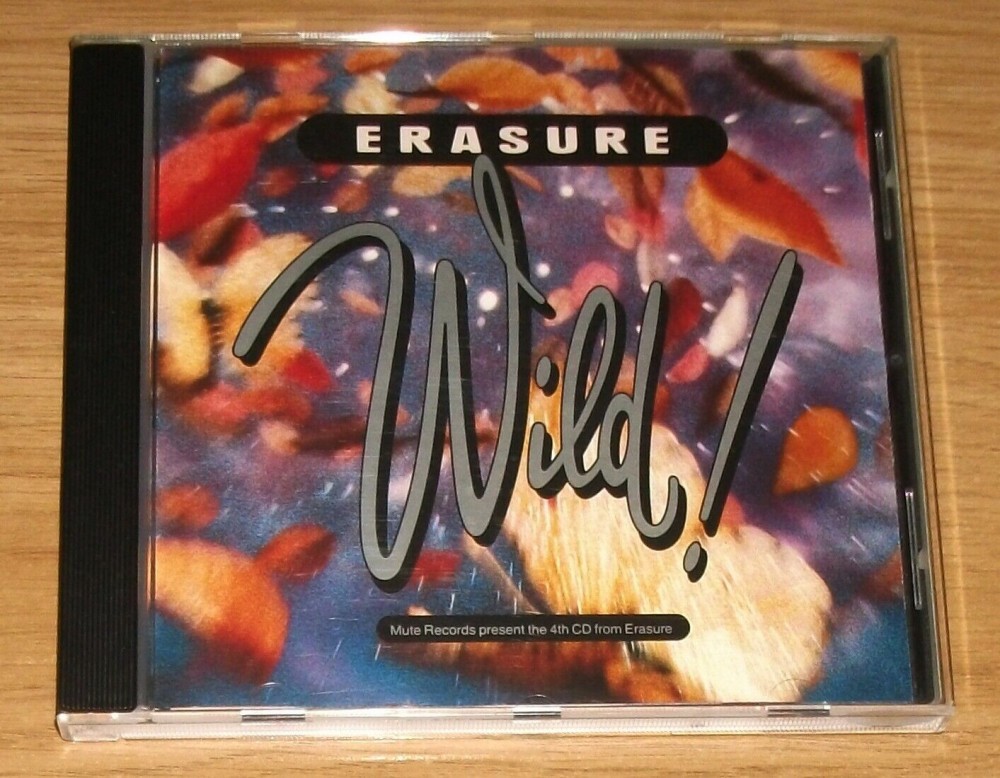 ERASURE
Wild!
Mute Records present the 4th CD from Erasure